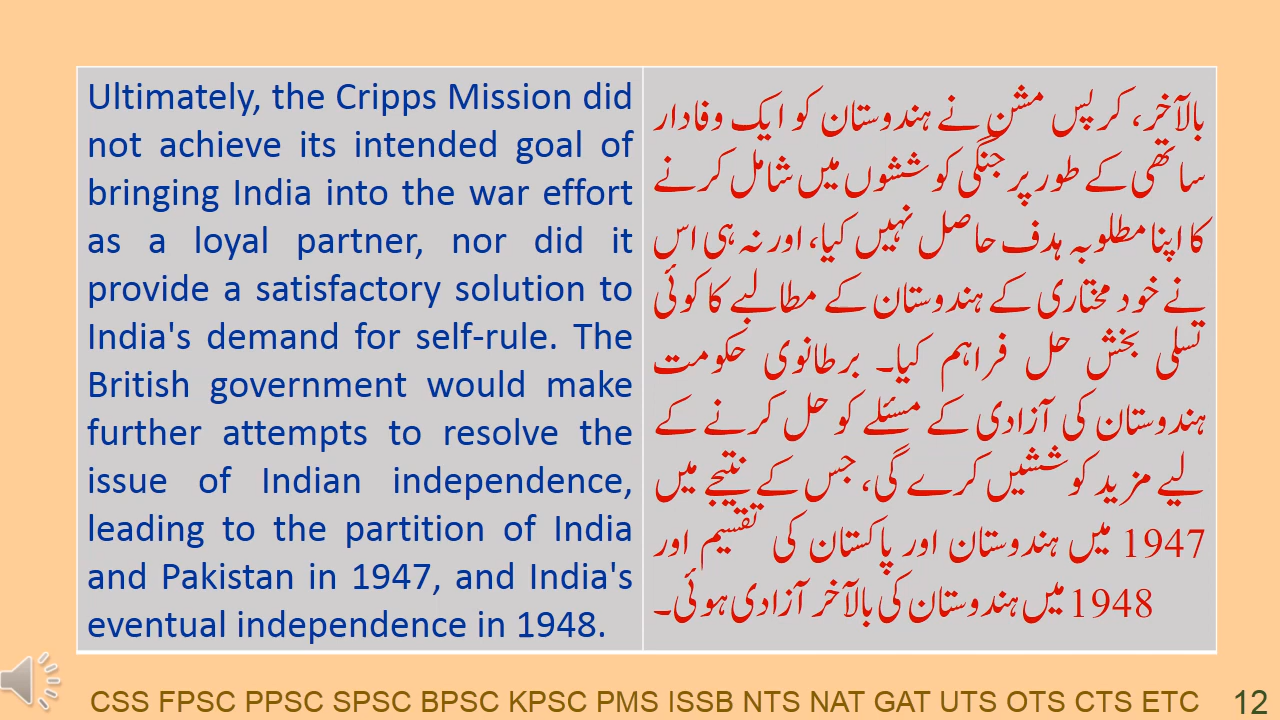 Ultimately, the Cripps Mission did
not achieve its intended goal of
bringing India into the war effort
as a loyal partner, nor did it
provide a satisfactory solution to
India's demand for self-rule. The
British government would make
further attempts to resolve the
issue of Indian independence,
leading to the partition of India
and Pakistan in 1947, and India's
eventual independence in 1948.
بالآخر، کرپس مشن نے ہندوستان کو ایک وفادار
ساتھی کے طور پر جنگی کوششوں میں شامل کرنے
کا اپنا مطلوبہ ہدف حاصل نہیں کیا، اور نہ ہی اس
نے خود مختاری کے ہندوستان کے مطالبے کا کوئی
تسلی بخش حل فراہم کیا۔ برطانوی حکومت
ہندوستان کی آزادی کے مسئلے کو حل کرنے کے
لیے مزید کوششیں کرے گی، جس کے نتیجے میں
1947 میں ہندوستان اور پاکستان کی تقسیم اور
1948 میں ہندوستان کی بالآخر آزادی ہوئی۔
CSS FPSC PPSC SPSC BPSC KPSC PMS ISSB NTS NAT GAT UTS OTS CTS ETC
12